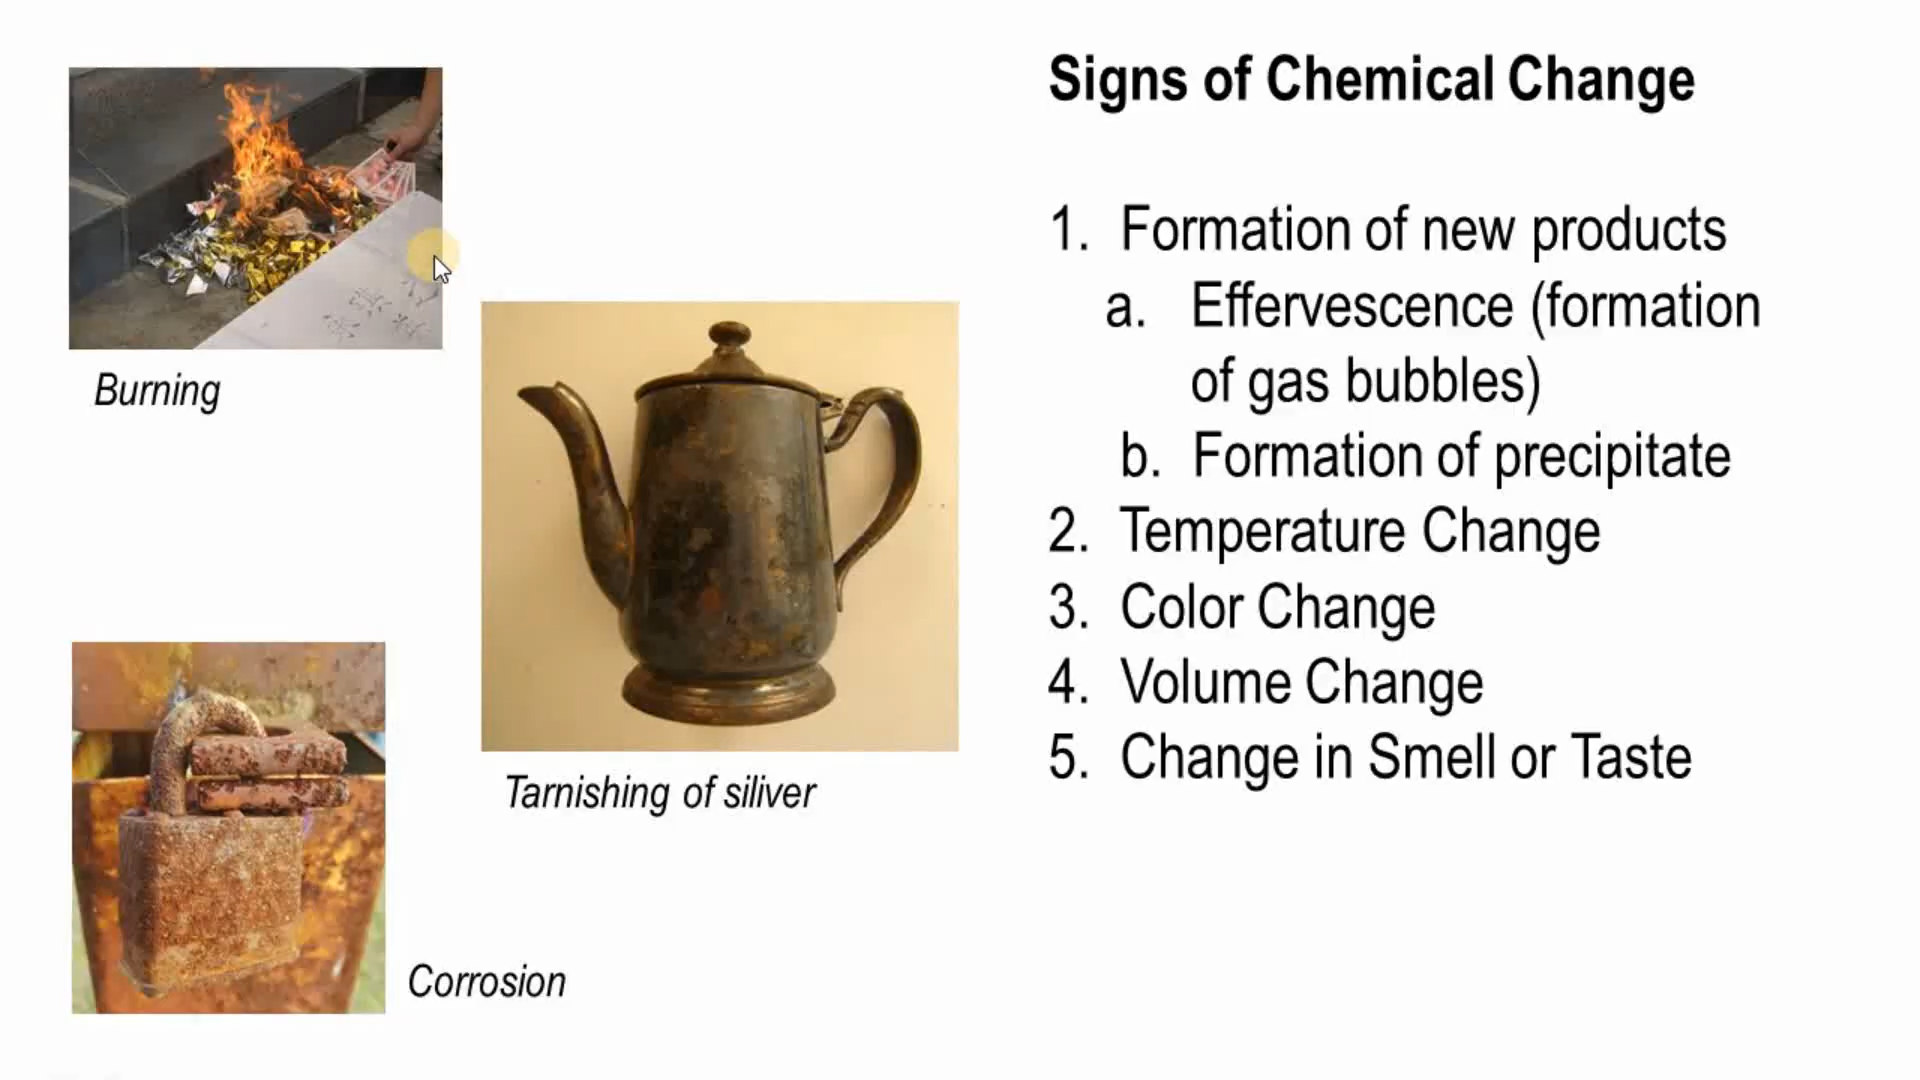 Signs of Chemical Change
1. Formation of new products
a. Effervescence (formation
of gas bubbles)
b. Formation of precipitate
2. Temperature Change
3. Color Change
4. Volume Change
5. Change in Smell or Taste
Burning
Tarnishing of siliver
Corrosion